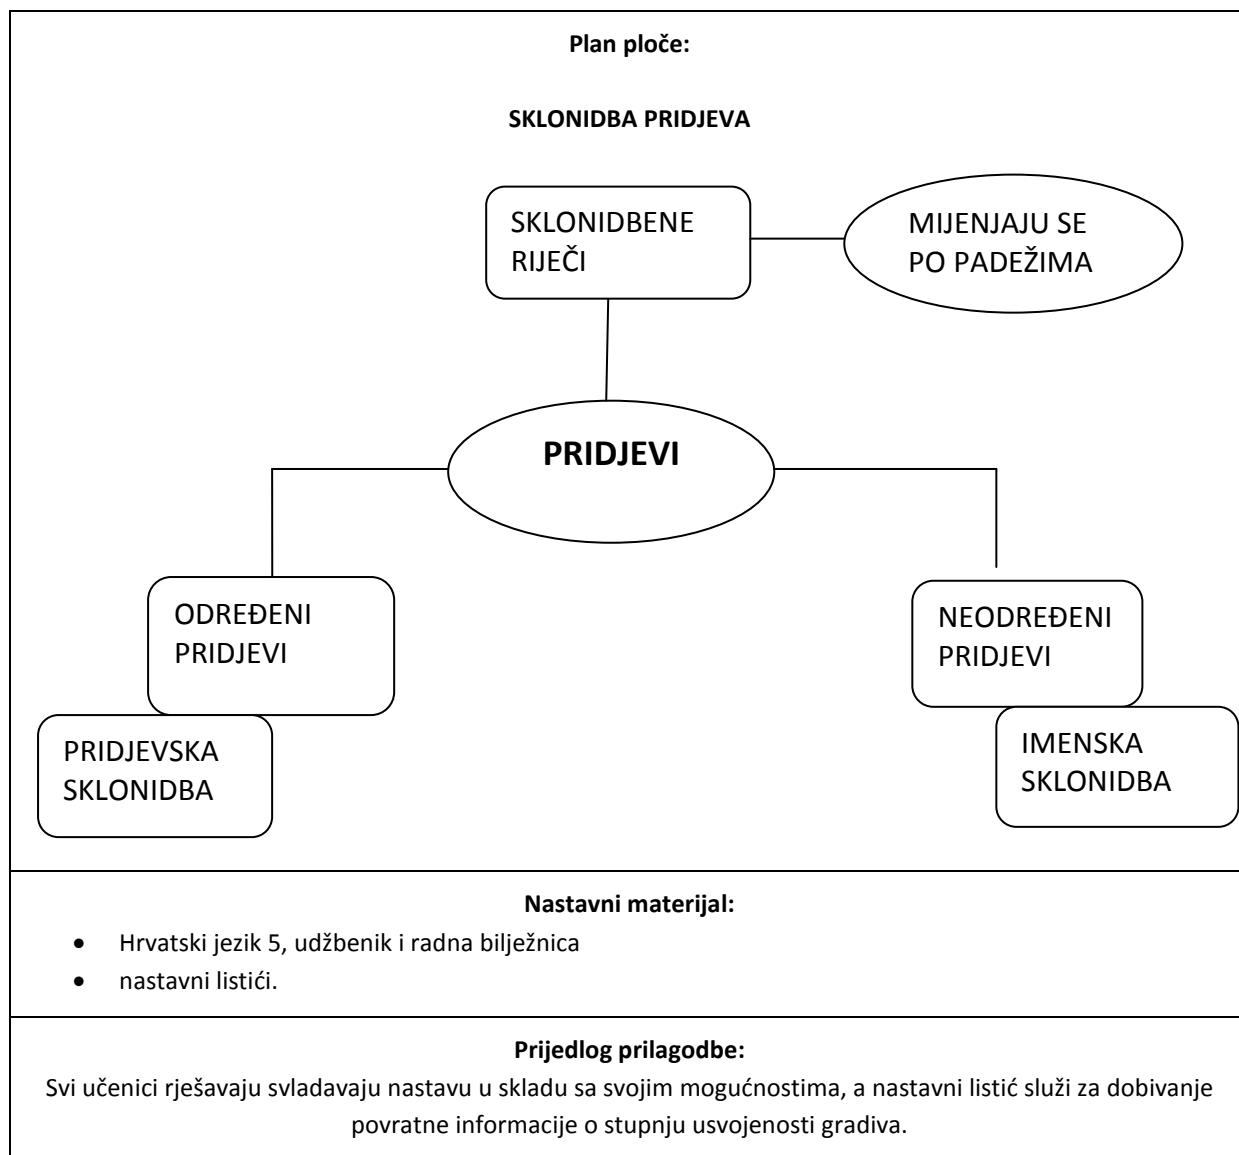 Plan ploče:
SKLONIDBA PRIDJEVA
SKLONIDBENE
RIJEČI
MIJENJAJU SE
PO PADEŽIMA
PRIDJEVI
ODREĐENI
PRIDJEVI
NEODREĐENI
PRIDJEVI
PRIDJEVSKA
SKLONIDBA
IMENSKA
SKLONIDBA
Nastavni materijal:
• Hrvatski jezik 5, udžbenik i radna bilježnica
• nastavni listići.
Prijedlog prilagodbe:
Svi učenici rješavaju svladavaju nastavu u skladu sa svojim mogućnostima, a nastavni listić služi za dobivanje
povratne informacije o stupnju usvojenosti gradiva.